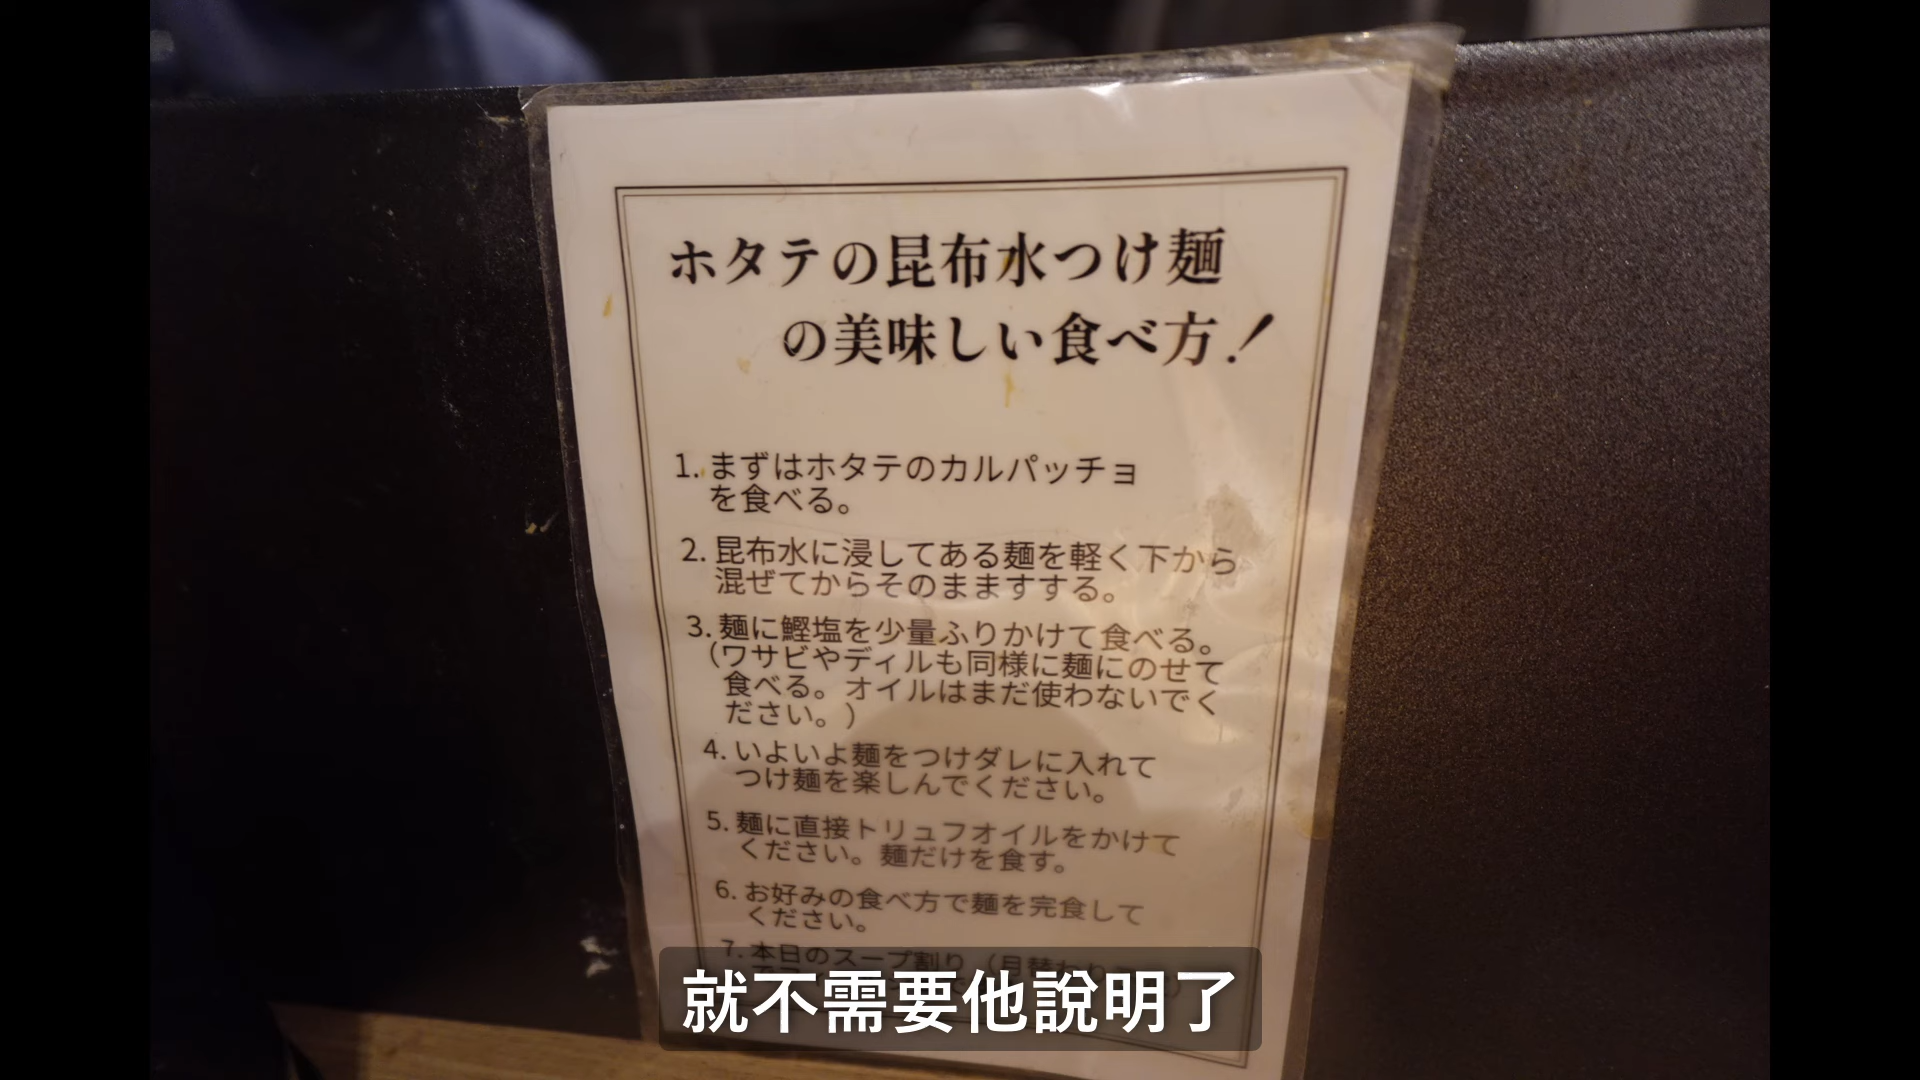 ホタテの昆布水つけ麺
の美味しい食べ方！
1. まずはホタテのカルパッチョ
を食べる。
2. 昆布水に浸してある麺を軽く下から
混ぜてからそのまますする。
3. 麺に鰹塩を少量ふりかけて食べる。
（ワサビやディルも同様に麺にのせて
食べる。オイルはまだ使わないでく
ださい。）
4. いよいよ麺をつけダレに入れて
つけ麺を楽しんでください。
5. 麺に直接トリュフオイルをかけて
ください。麺だけを食す。
6. お好みの食べ方で麺を完食して
ください。
7. 本日のスープ割り（月替わり
就不需要他說明了